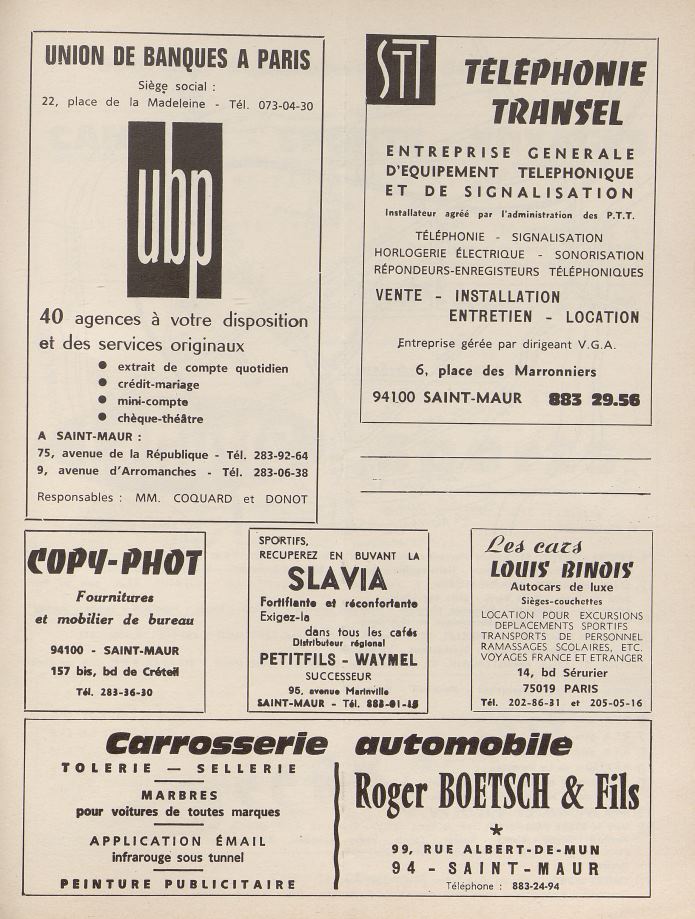 UNION DE BANQUES A PARIS
Siège social :
22, place de la Madeleine - Tél. 073-04-30
ubp
40 agences à votre disposition
et des services originaux
● extrait de compte quotidien
● crédit-mariage
● mini-compte
● chèque-théâtre
A SAINT-MAUR :
75, avenue de la République - Tél. 283-92-64
9, avenue d'Arromanches - Tél. 283-06-38
Responsables : MM. COQUARD et DONOT
STT
TÉLÉPHONIE
TRANSEL
ENTREPRISE GENERALE
D'EQUIPEMENT TELEPHONIQUE
ET DE SIGNALISATION
Installateur agréé par l'administration des P.T.T.
TÉLÉPHONIE - SIGNALISATION
HORLOGERIE ÉLECTRIQUE - SONORISATION
RÉPONDEURS-ENREGISTEURS TÉLÉPHONIQUES
VENTE - INSTALLATION
ENTRETIEN - LOCATION
Entreprise gérée par dirigeant V.G.A.
6, place des Marronniers
94100 SAINT-MAUR 883 29.56
COPY-PHOT
Fournitures
et mobilier de bureau
94100 - SAINT-MAUR
157 bis, bd de Créteil
Tél. 283-36-30
SPORTIFS,
RECUPEREZ EN BUVANT LA
SLAVIA
Fortifiante et réconfortante
Exigez-la
dans tous les cafés
Distributeur régional
PETITFILS - WAYMEL
SUCCESSEUR
95, avenue Marinville
SAINT-MAUR - Tél. 883-01-15
Les cars
LOUIS BINOIS
Autocars de luxe
Sièges-couchettes
LOCATION POUR EXCURSIONS
DEPLACEMENTS SPORTIFS
TRANSPORTS DE PERSONNEL
RAMASSAGES SCOLAIRES, ETC.
VOYAGES FRANCE ET ETRANGER
14, bd Sérurier
75019 PARIS
Tél. 202-86-31 et 205-05-16
Carrosserie automobile
TOLERIE — SELLERIE
MARBRES
pour voitures de toutes marques
APPLICATION ÉMAIL
infrarouge sous tunnel
PEINTURE PUBLICITAIRE
Roger BOETSCH & Fils
★
99, RUE ALBERT-DE-MUN
94 - SAINT-MAUR
Téléphone : 883-24-94